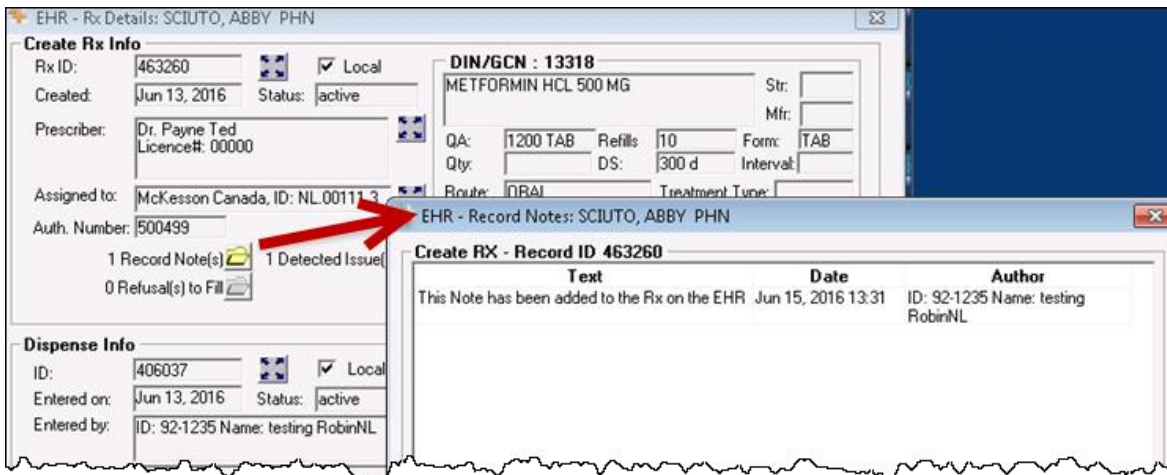 EHR - Rx Details: SCIUTO, ABBY PHN
Create Rx Info
Rx ID: 463260 Local
Created: Jun 13, 2016 Status: active
Prescriber: Dr. Payne Ted
Licence#: 00000
Assigned to: McKesson Canada, ID: NL.00111.3
Auth. Number: 500499
1 Record Note(s) 1 Detected Issue(
0 Refusal(s) to Fill
DIN/GCN : 13318
METFORMIN HCL 500 MG Str:
Mfr:
QA: 1200 TAB Refills 10 Form: TAB
Qty: DS: 300 d Interval:
Route: ORAL Treatment Type:
EHR - Record Notes: SCIUTO, ABBY PHN
Create RX - Record ID 463260
Text Date Author
This Note has been added to the Rx on the EHR Jun 15, 2016 13:31 ID: 92-1235 Name: testing
RobinNL
Dispense Info
ID: 406037 Local
Entered on: Jun 13, 2016 Status: active
Entered by: ID: 92-1235 Name: testing RobinNL